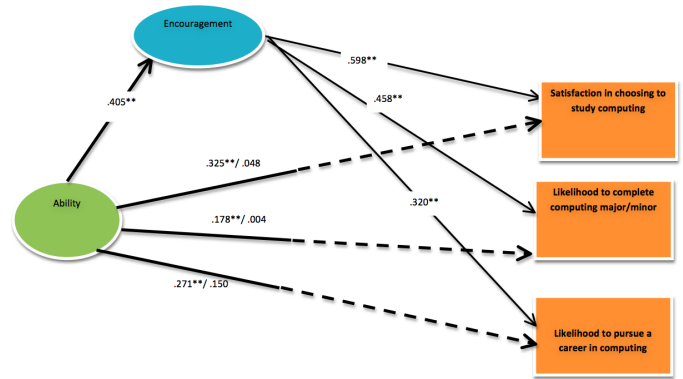 Encouragement
.598**
Satisfaction in choosing to
study computing
.405**
.458**
.325**/ .048
Likelihood to complete
computing major/minor
.320**
Ability
.178**/ .004
.271**/ .150
Likelihood to pursue a
career in computing